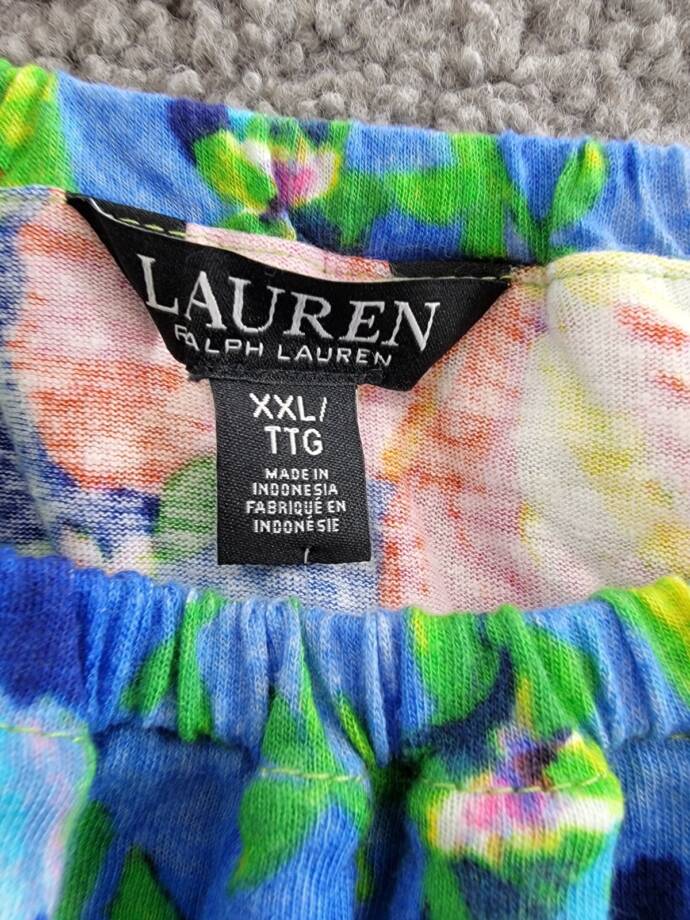 LAUREN
RALPH LAUREN
XXL/
TTG
MADE IN
INDONESIA
FABRIQUÉ EN
INDONÉSIE